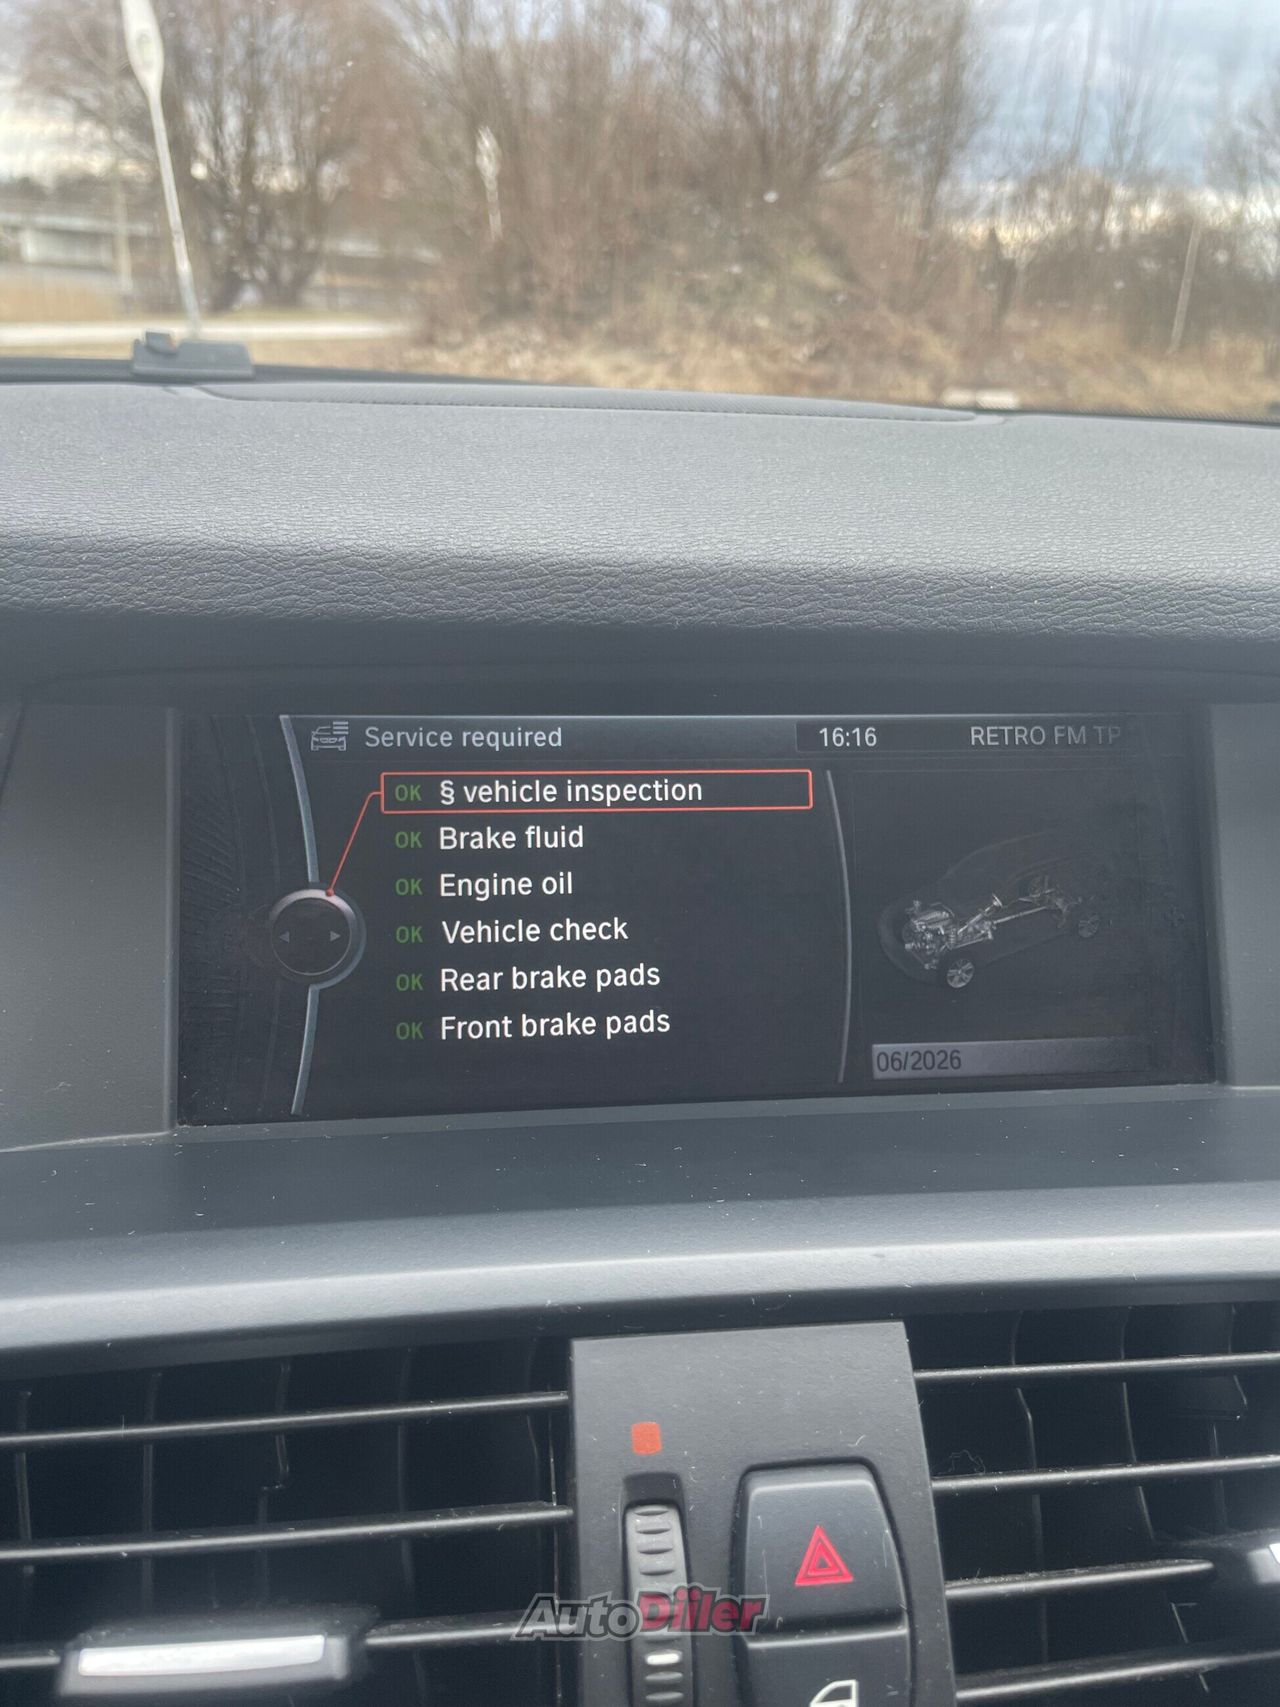 Service required
16:16
RETRO FM TP
OK § vehicle inspection
OK Brake fluid
OK Engine oil
OK Vehicle check
OK Rear brake pads
OK Front brake pads
06/2026
AutoDiiler